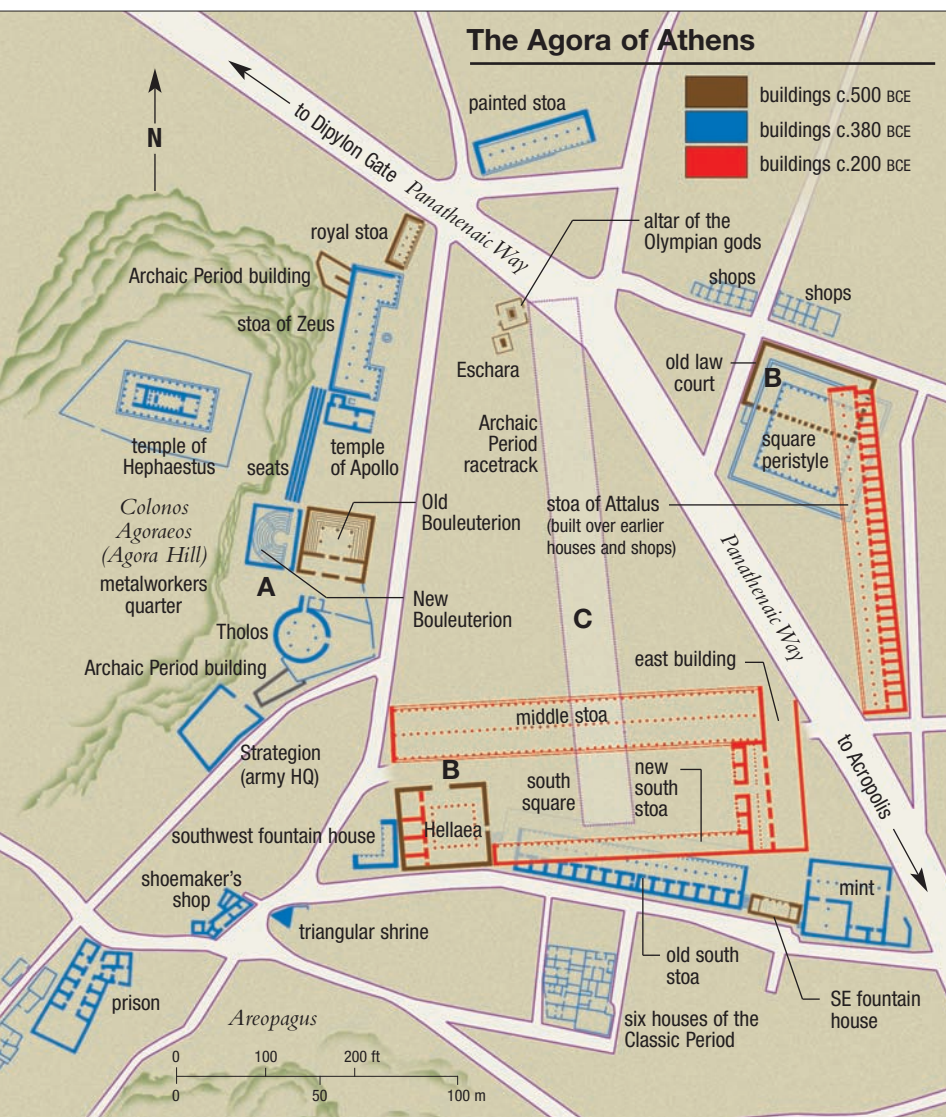 The Agora of Athens
buildings c.500 BCE
buildings c.380 BCE
buildings c.200 BCE
N
to Dipylon Gate
Panathenaic Way
painted stoa
royal stoa
altar of the
Olympian gods
Archaic Period building
shops
shops
stoa of Zeus
Eschara
old law
court
B
temple of
Hephaestus
seats
temple
of Apollo
Archaic
Period
racetrack
square
peristyle
Colonos
Agoraeos
(Agora Hill)
metalworkers
quarter
Old
Bouleuterion
stoa of Attalus
(built over earlier
houses and shops)
A
New
Bouleuterion
C
Panathenaic Way
Tholos
Archaic Period building
east building
middle stoa
Strategion
(army HQ)
B
south
square
new
south
stoa
to Acropolis
southwest fountain house
Hellaea
shoemaker's
shop
mint
triangular shrine
old south
stoa
prison
SE fountain
house
Areopagus
six houses of the
Classic Period
0 100 200 ft
0 50 100 m